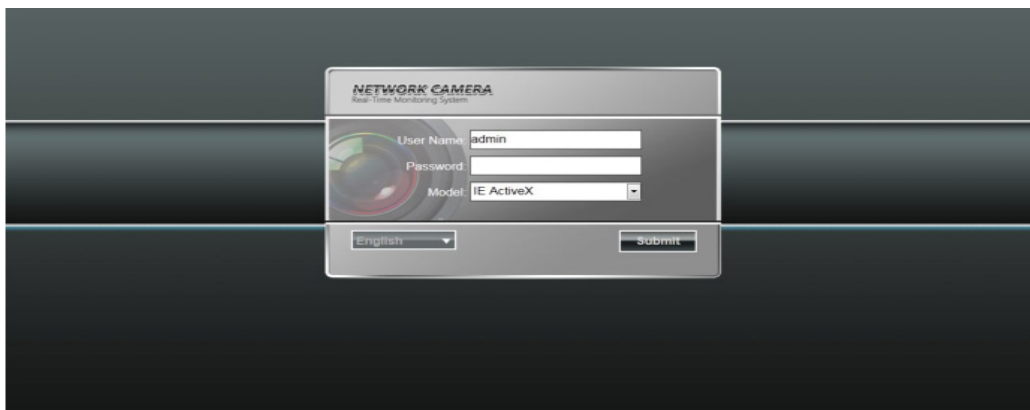 NETWORK CAMERA
Real-Time Monitoring System
User Name: admin
Password:
Model: IE ActiveX
English
Submit